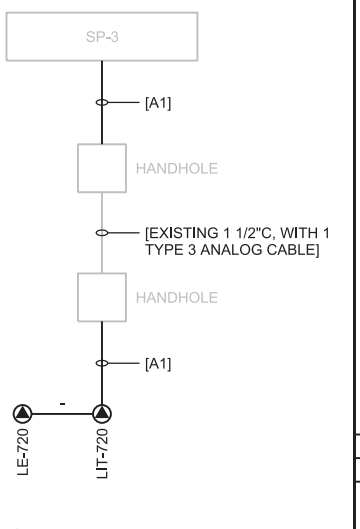 SP-3
[A1]
HANDHOLE
[EXISTING 1 1/2"C, WITH 1
TYPE 3 ANALOG CABLE]
HANDHOLE
[A1]
-
LE-720
LIT-720